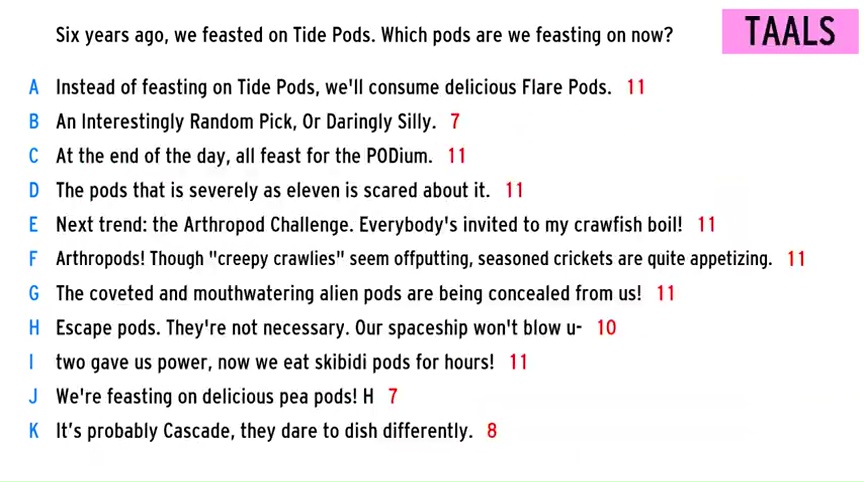 Six years ago, we feasted on Tide Pods. Which pods are we feasting on now?
TAALS
A Instead of feasting on Tide Pods, we'll consume delicious Flare Pods. 11
B An Interestingly Random Pick, Or Daringly Silly. 7
C At the end of the day, all feast for the PODium. 11
D The pods that is severely as eleven is scared about it. 11
E Next trend: the Arthropod Challenge. Everybody's invited to my crawfish boil! 11
F Arthropods! Though "creepy crawlies" seem offputting, seasoned crickets are quite appetizing. 11
G The coveted and mouthwatering alien pods are being concealed from us! 11
H Escape pods. They're not necessary. Our spaceship won't blow u- 10
I two gave us power, now we eat skibidi pods for hours! 11
J We're feasting on delicious pea pods! H 7
K It's probably Cascade, they dare to dish differently. 8